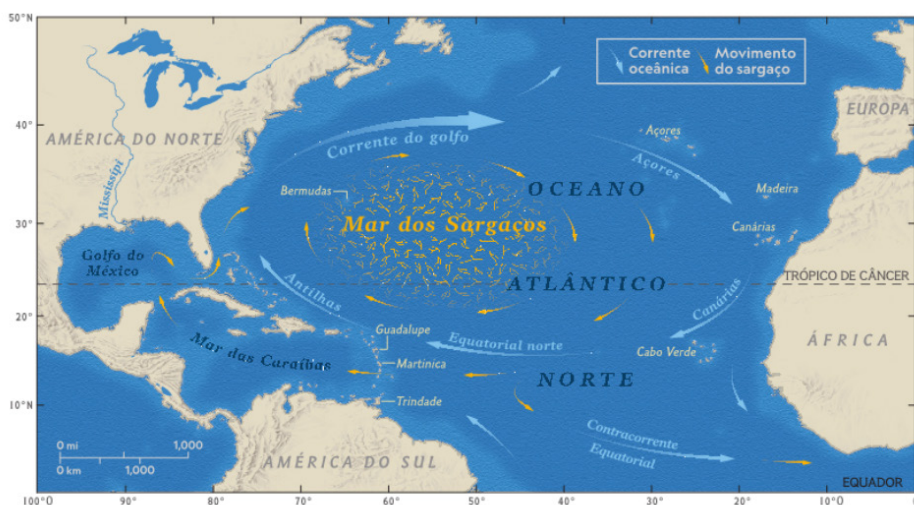 50°N
Corrente
oceânica
Movimento
do sargaço
EUROPA
40°
AMÉRICA DO NORTE
Corrente do golfo
Açores
Açores
Mississípi
Bermudas
OCEANO
Madeira
30°
Mar dos Sargaços
Canárias
Golfo do
México
TRÓPICO DE CÂNCER
Antilhas
ATLÂNTICO
Canárias
20°
Guadalupe
Equatorial norte
Cabo Verde
ÁFRICA
Mar das Caraíbas
Martinica
NORTE
10°N
Trindade
Contracorrente
Equatorial
0 mi 1,000
0 km 1,000
AMÉRICA DO SUL
EQUADOR
100°O 90° 80° 70° 60° 50° 40° 30° 20° 10°O 0